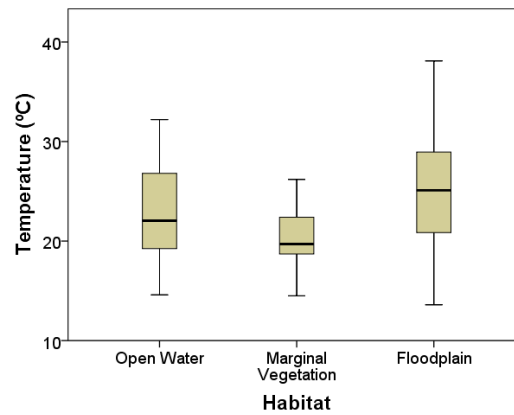 40
30
20
10
Temperature (ºC)
Open Water
Marginal
Vegetation
Floodplain
Habitat